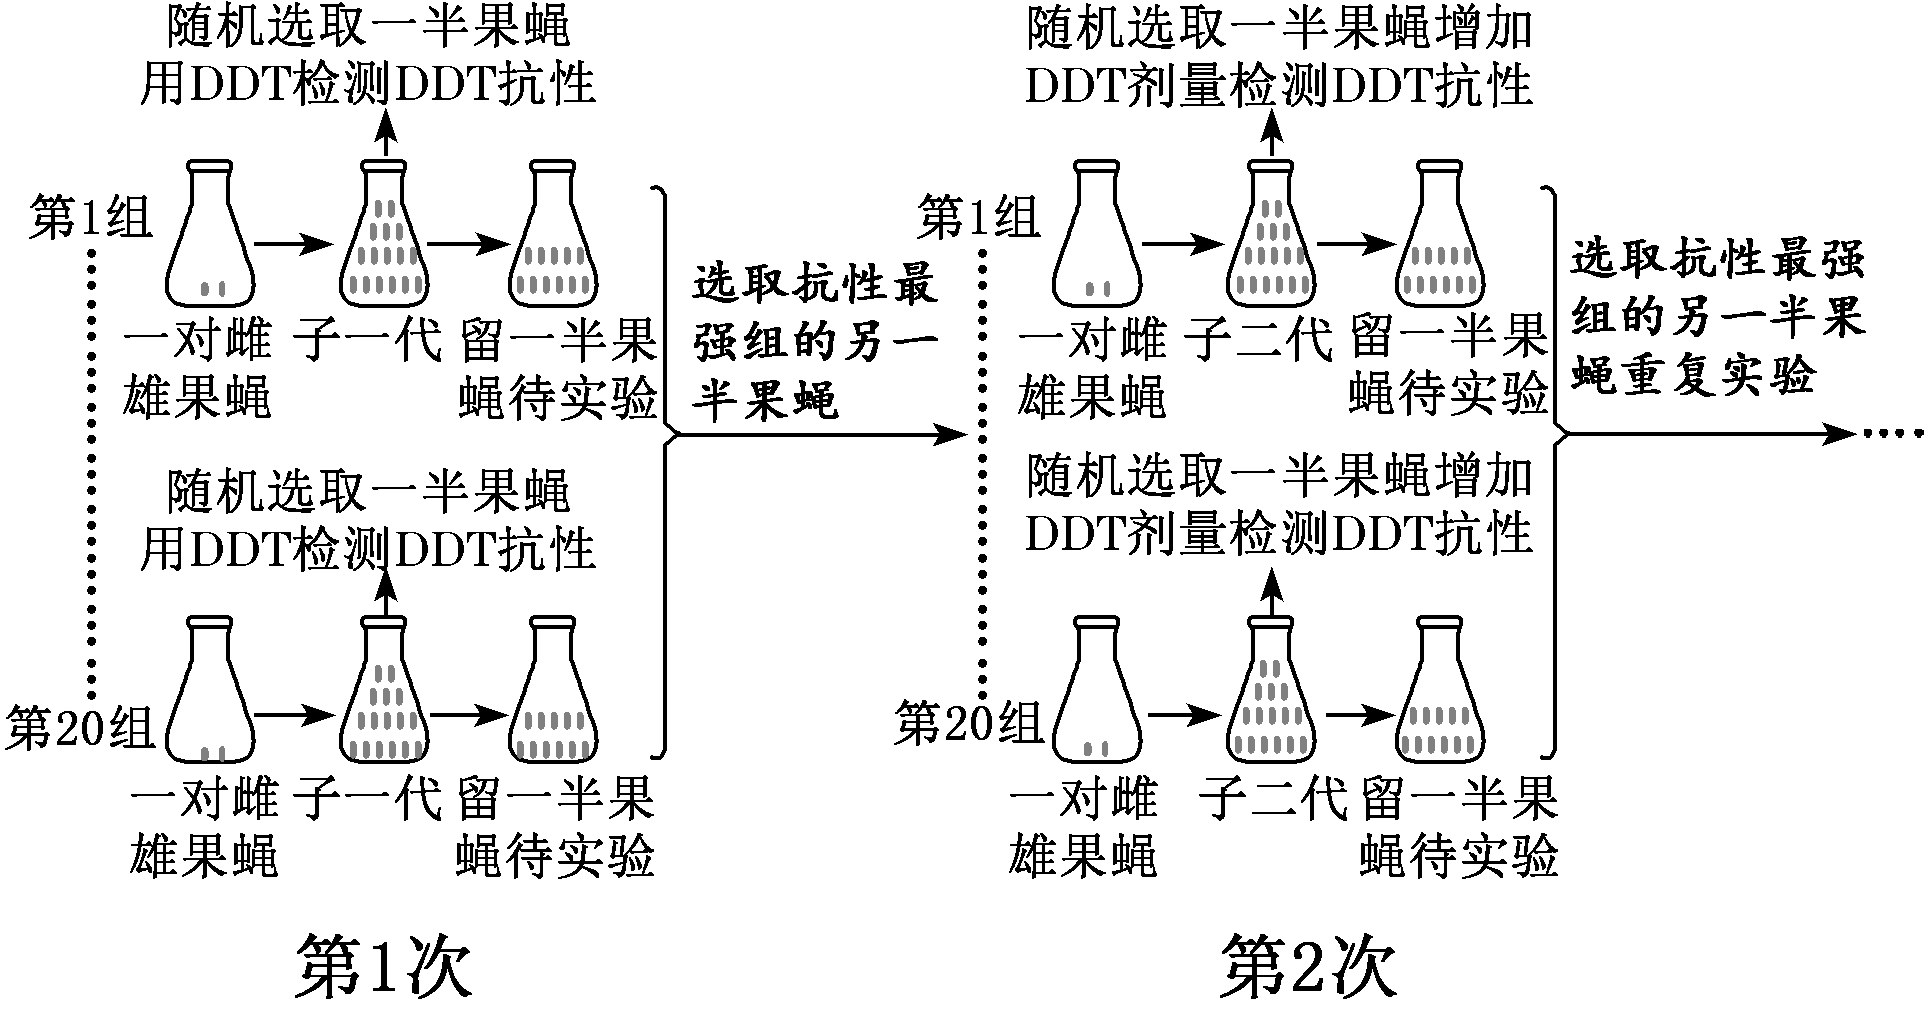 随机选取一半果蝇
用DDT检测DDT抗性
第1组
一对雌
雄果蝇
子一代
留一半果
蝇待实验
随机选取一半果蝇
用DDT检测DDT抗性
第20组
一对雌
雄果蝇
子一代
留一半果
蝇待实验
第1次
选取抗性最
强组的另一
半果蝇
随机选取一半果蝇增加
DDT剂量检测DDT抗性
第1组
一对雌
雄果蝇
子二代
留一半果
蝇待实验
随机选取一半果蝇增加
DDT剂量检测DDT抗性
第20组
一对雌
雄果蝇
子二代
留一半果
蝇待实验
第2次
选取抗性最强
组的另一半果
蝇重复实验